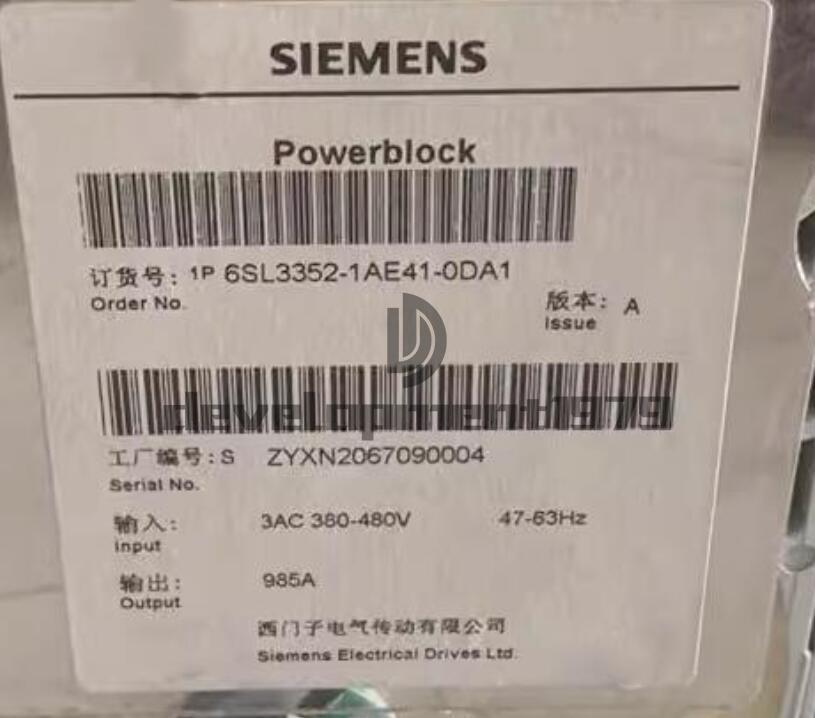 SIEMENS
Powerblock
订货号: 1P 6SL3352-1AE41-0DA1
Order No.
版本: A
Issue
development1979
工厂编号: S ZYXN2067090004
Serial No.
输入: 3AC 380-480V 47-63Hz
Input
输出: 985A
Output
西门子电气传动有限公司
Siemens Electrical Drives Ltd.